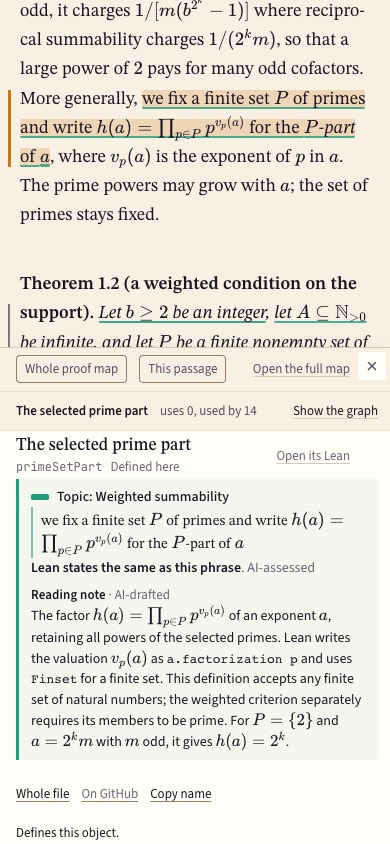 odd, it charges 1/[m(b^{2^k} − 1)] where recipro-
cal summability charges 1/(2^k m), so that a
large power of 2 pays for many odd cofactors.
More generally, we fix a finite set P of primes
and write h(a) = ∏_{p∈P} p^{v_p(a)} for the P-part
of a, where v_p(a) is the exponent of p in a.
The prime powers may grow with a; the set of
primes stays fixed.
Theorem 1.2 (a weighted condition on the
support). Let b ≥ 2 be an integer, let A ⊆ ℕ_{>0}
be infinite, and let P be a finite nonempty set of
Whole proof map This passage Open the full map ×
The selected prime part uses 0, used by 14 Show the graph
The selected prime part
Open its Lean
primeSetPart Defined here
Topic: Weighted summability
we fix a finite set P of primes and write h(a) =
∏_{p∈P} p^{v_p(a)} for the P-part of a
Lean states the same as this phrase. AI-assessed
Reading note · AI-drafted
The factor h(a) = ∏_{p∈P} p^{v_p(a)} of an exponent a,
retaining all powers of the selected primes. Lean writes
the valuation v_p(a) as a.factorization p and uses
Finset for a finite set. This definition accepts any finite
set of natural numbers; the weighted criterion separately
requires its members to be prime. For P = {2} and
a = 2^k m with m odd, it gives h(a) = 2^k.
Whole file On GitHub Copy name
Defines this object.